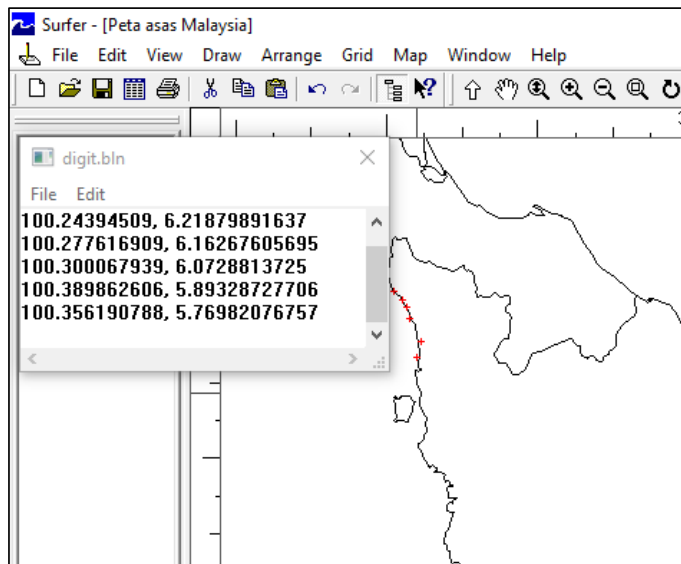 Surfer - [Peta asas Malaysia]
File Edit View Draw Arrange Grid Map Window Help
digit.bln
File Edit
100.24394509, 6.21879891637
100.277616909, 6.16267605695
100.300067939, 6.0728813725
100.389862606, 5.89328727706
100.356190788, 5.76982076757